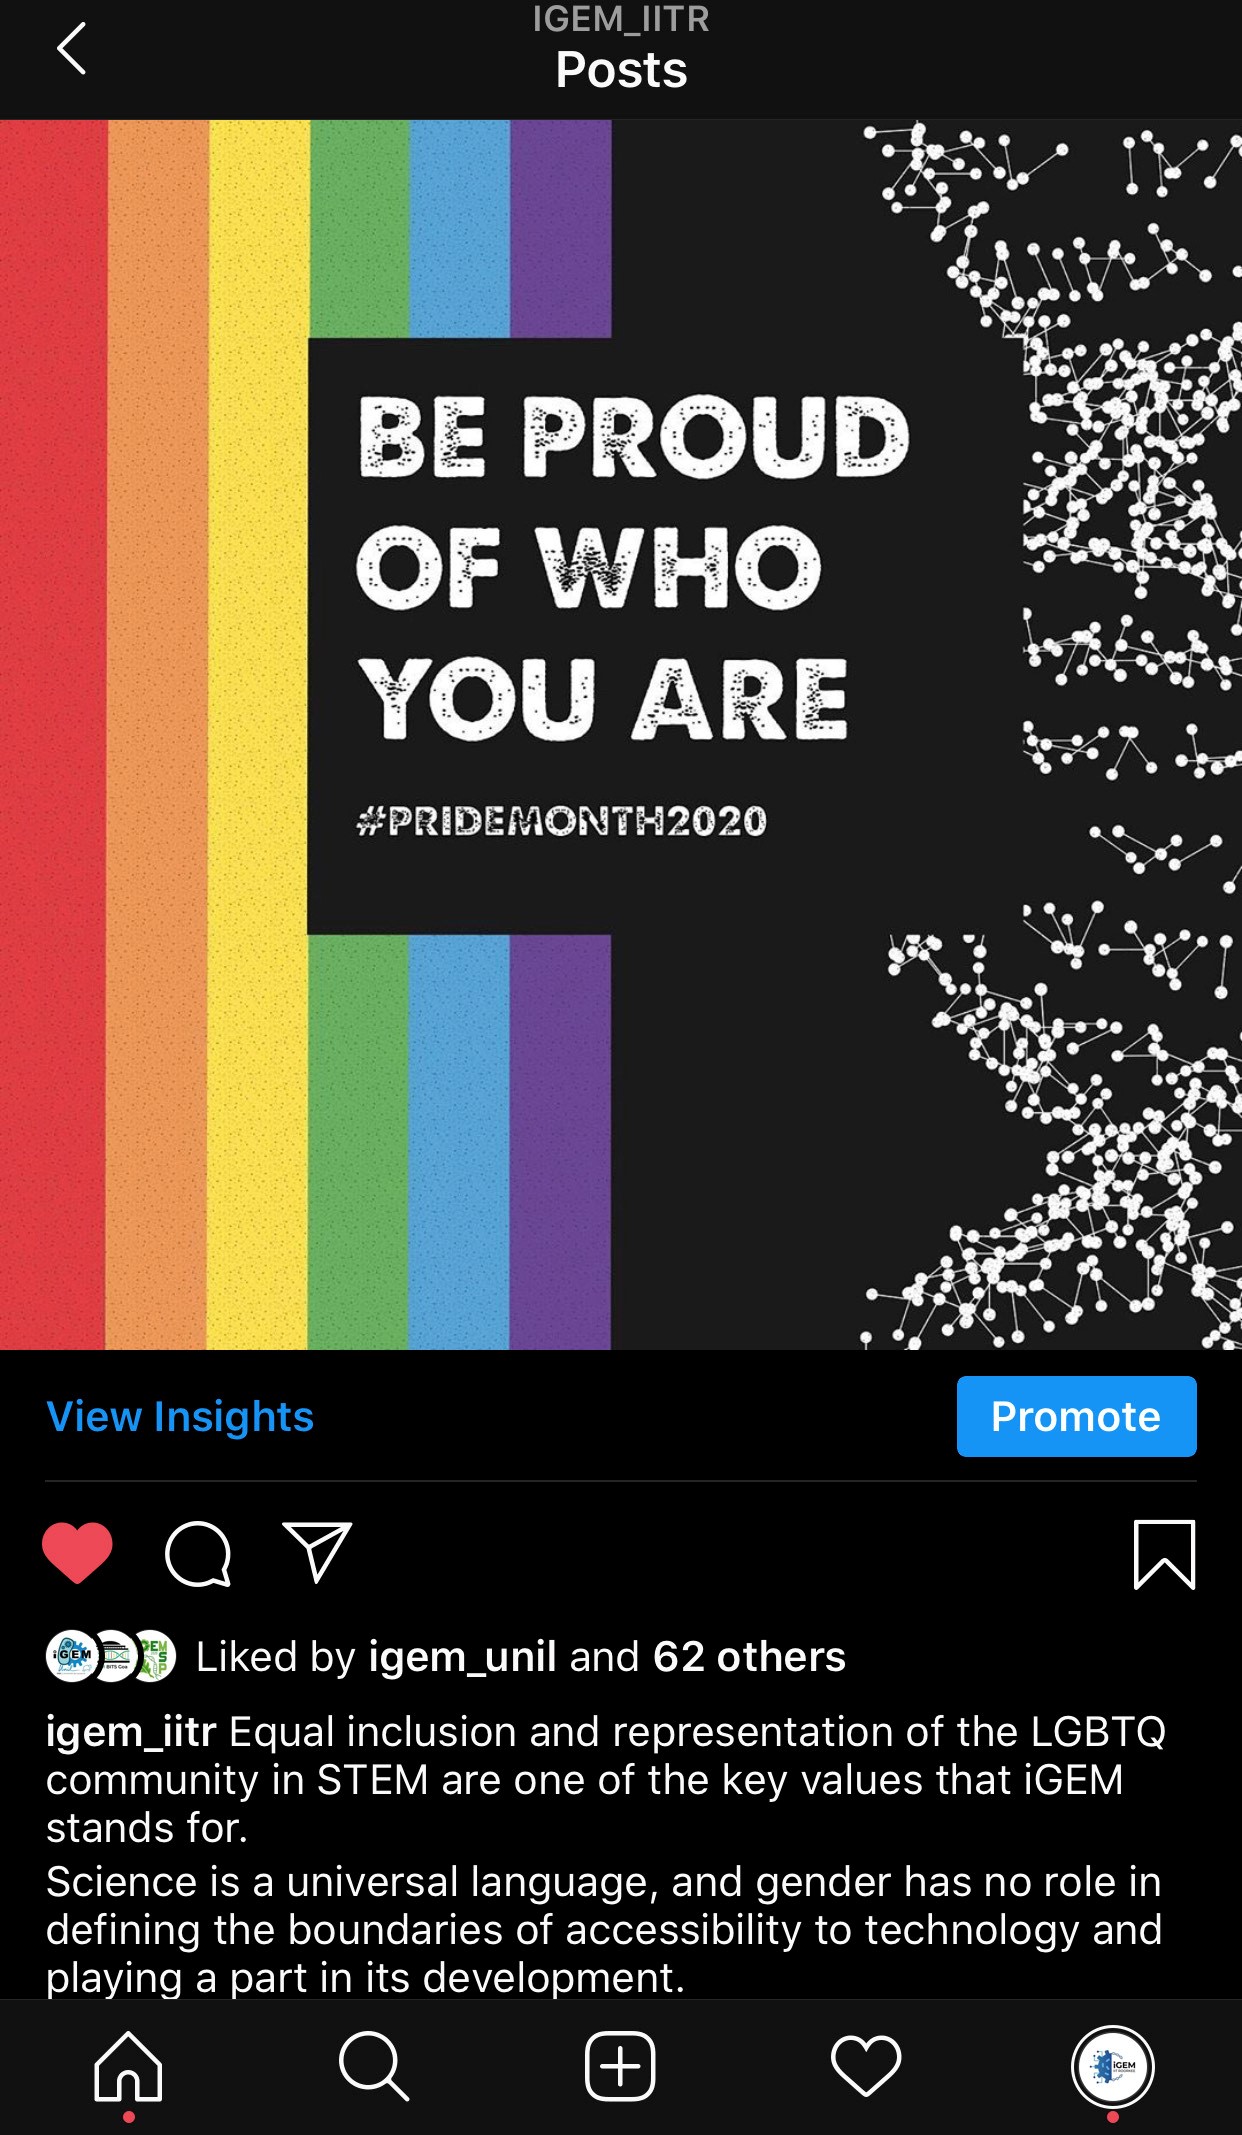 IGEM_IITR
Posts
BE PROUD
OF WHO
YOU ARE
#PRIDEMONTH2020
View Insights
Promote
Liked by igem_unil and 62 others
igem_iitr Equal inclusion and representation of the LGBTQ
community in STEM are one of the key values that iGEM
stands for.
Science is a universal language, and gender has no role in
defining the boundaries of accessibility to technology and
playing a part in its development.
iGEM